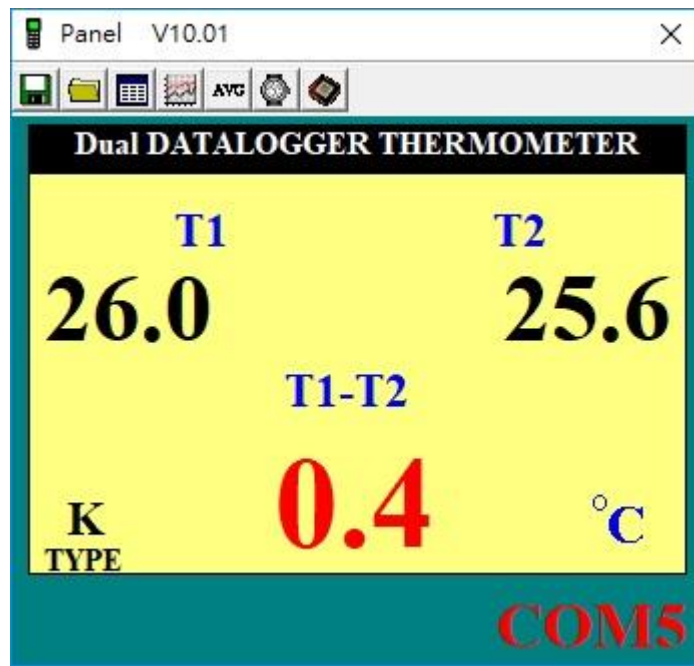 Panel V10.01
AVG
Dual DATALOGGER THERMOMETER
T1 T2
26.0 25.6
T1-T2
0.4
K °C
TYPE
COM5